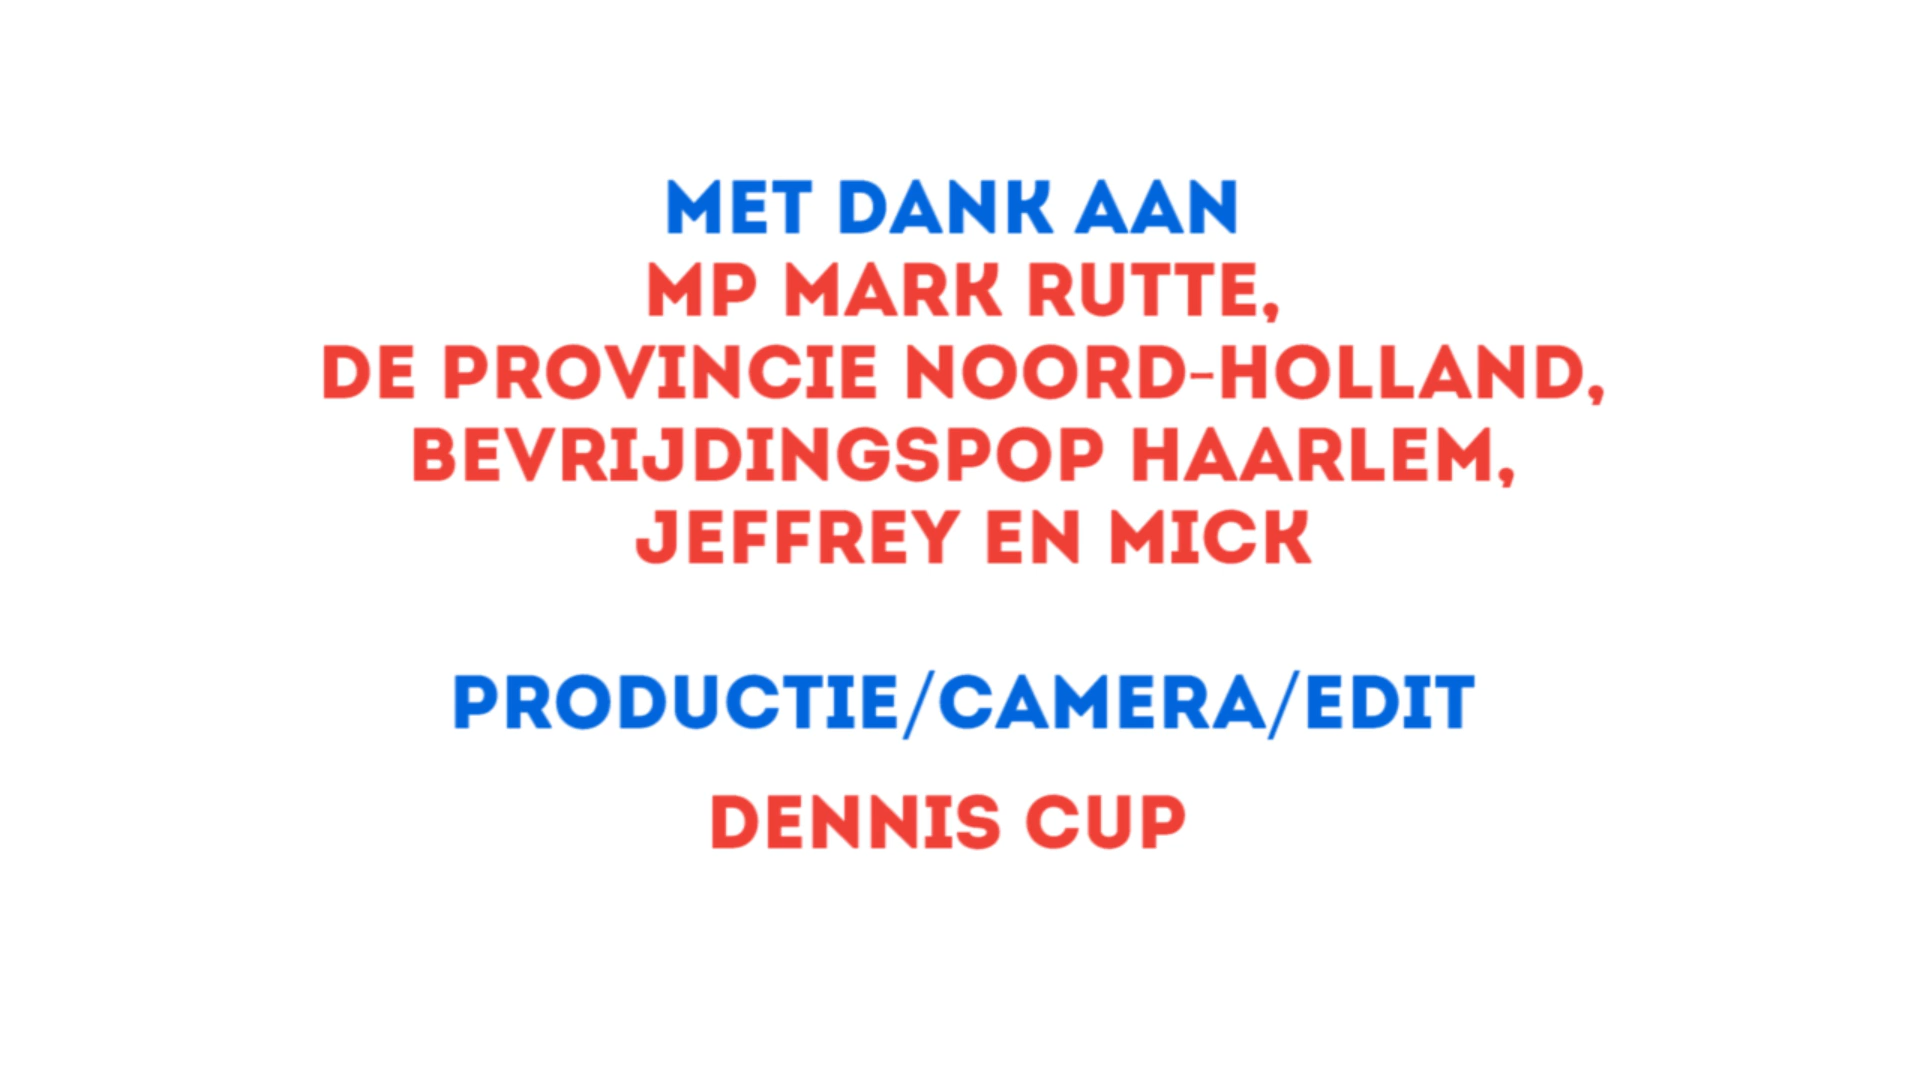 MET DANK AAN
MP MARK RUTTE,
DE PROVINCIE NOORD-HOLLAND,
BEVRIJDINGSPOP HAARLEM,
JEFFREY EN MICK
PRODUCTIE/CAMERA/EDIT
DENNIS CUP